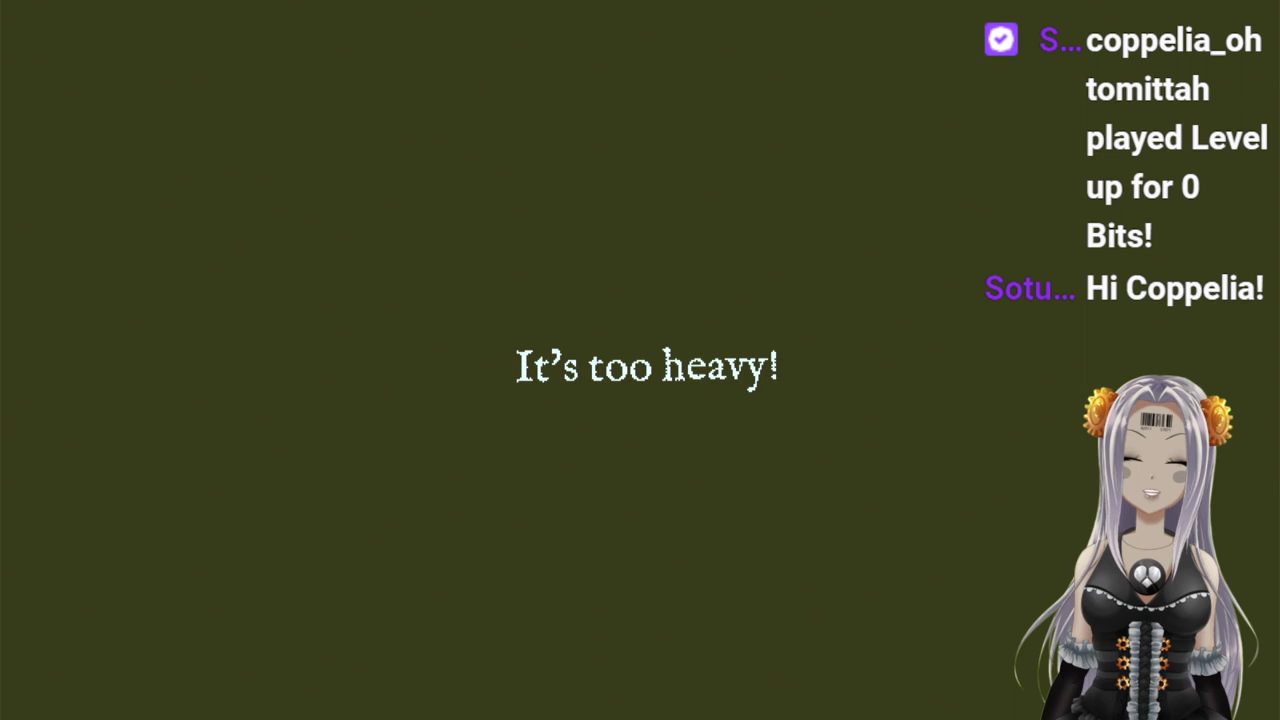 S... coppelia_oh
tomittah
played Level
up for 0
Bits!
Sotu... Hi Coppelia!
It's too heavy!